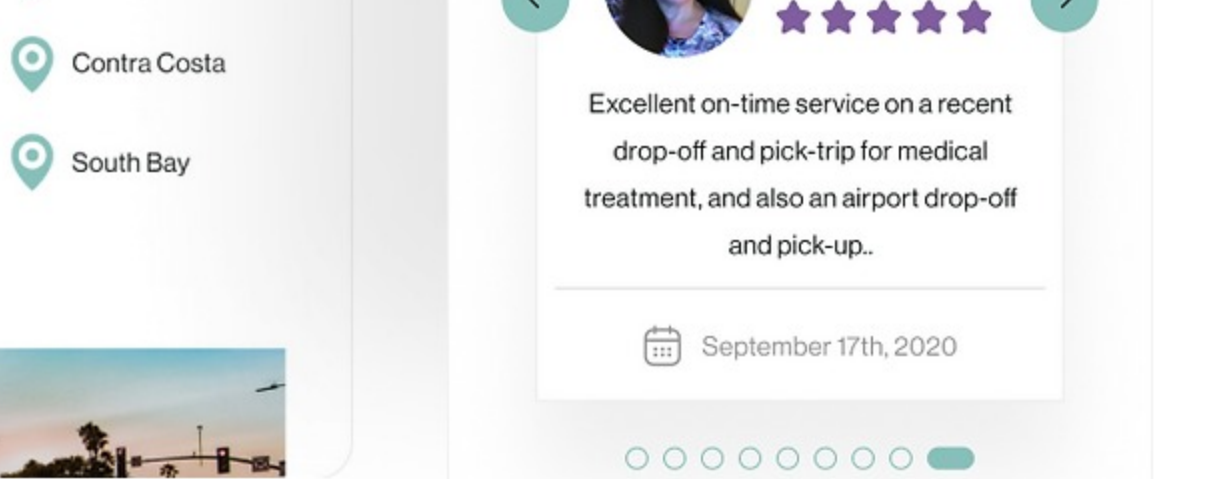 Contra Costa
South Bay
Excellent on-time service on a recent
drop-off and pick-trip for medical
treatment, and also an airport drop-off
and pick-up..
September 17th, 2020